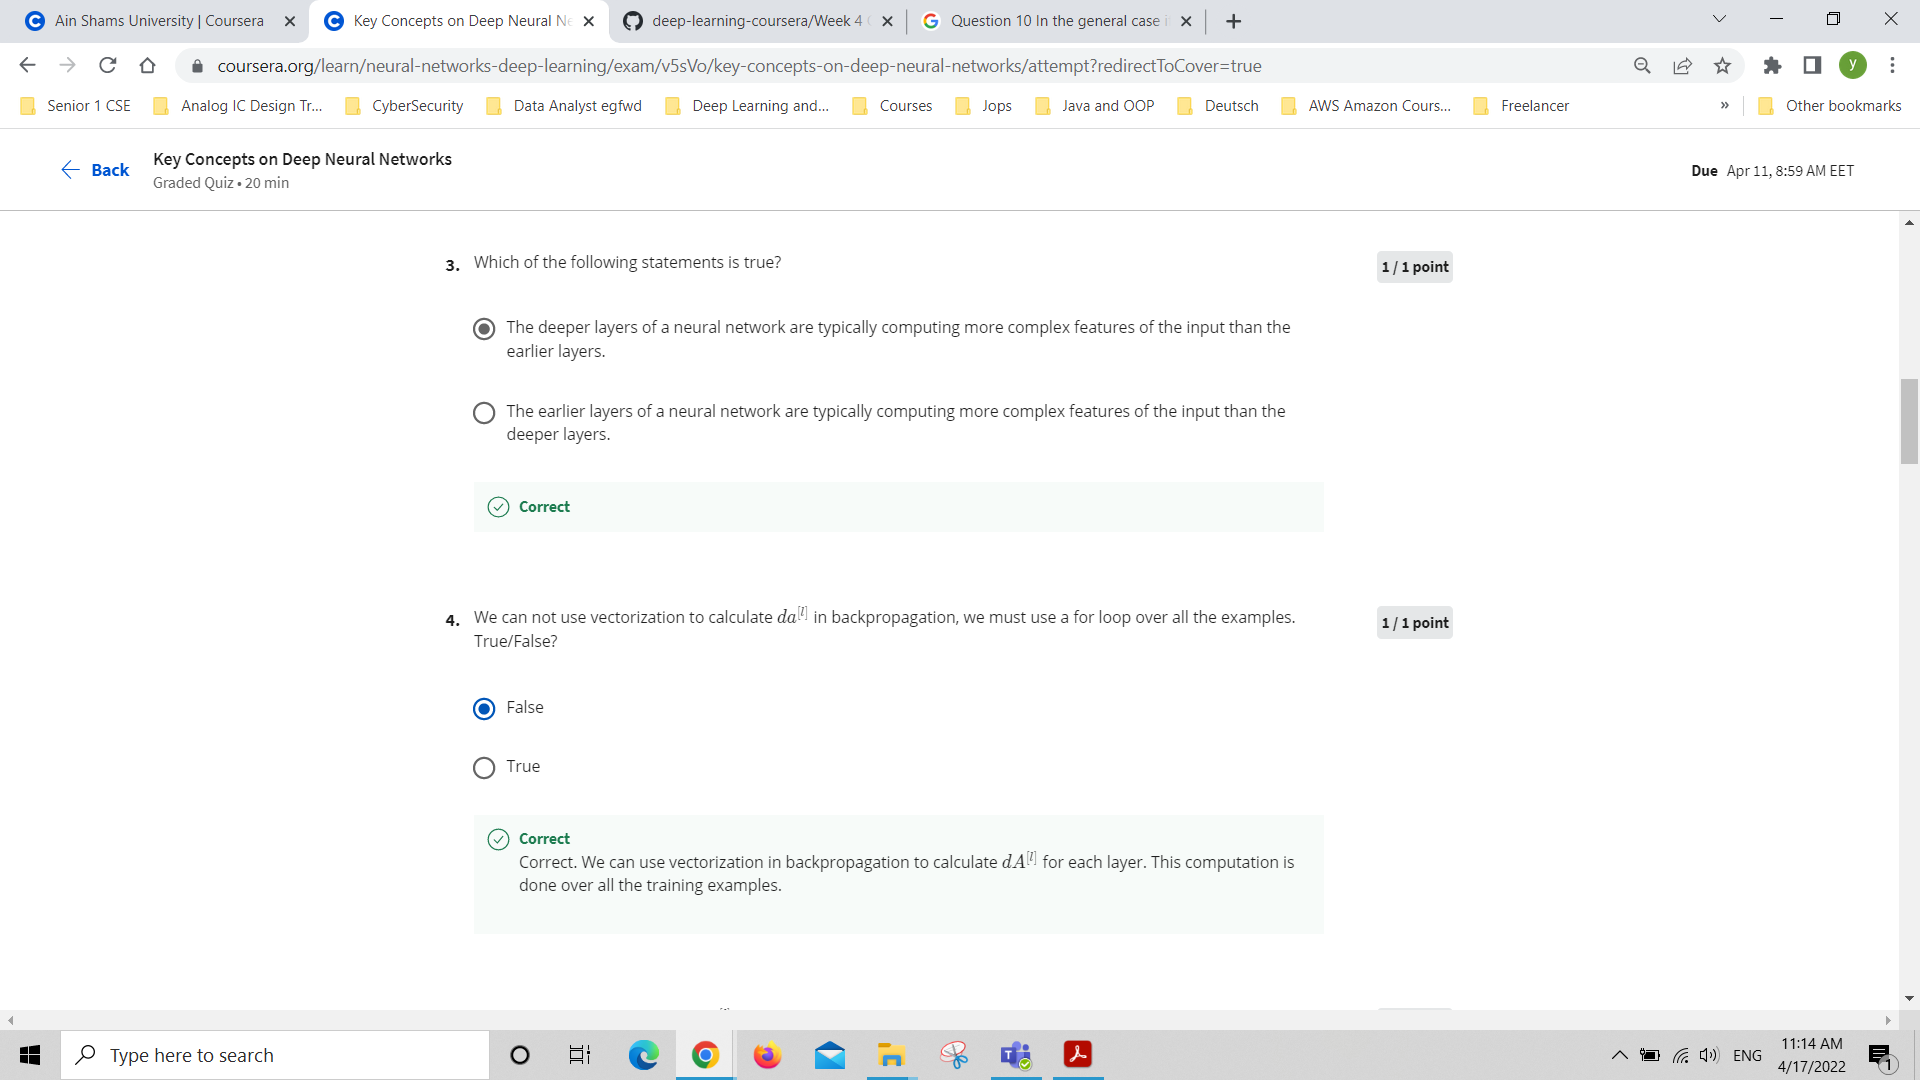 Ain Shams University | Coursera
Key Concepts on Deep Neural Ne
deep-learning-coursera/Week 4
Question 10 In the general case
coursera.org/learn/neural-networks-deep-learning/exam/v5sVo/key-concepts-on-deep-neural-networks/attempt?redirectToCover=true
y
Senior 1 CSE
Analog IC Design Tr...
CyberSecurity
Data Analyst egfwd
Deep Learning and...
Courses
Jops
Java and OOP
Deutsch
AWS Amazon Cours...
Freelancer
»
Other bookmarks
Back
Key Concepts on Deep Neural Networks
Graded Quiz • 20 min
Due Apr 11, 8:59 AM EET
3. Which of the following statements is true?
1 / 1 point
The deeper layers of a neural network are typically computing more complex features of the input than the
earlier layers.
The earlier layers of a neural network are typically computing more complex features of the input than the
deeper layers.
Correct
4. We can not use vectorization to calculate da^[l] in backpropagation, we must use a for loop over all the examples.
True/False?
1 / 1 point
False
True
Correct
Correct. We can use vectorization in backpropagation to calculate dA^[l] for each layer. This computation is
done over all the training examples.
Type here to search
ENG
11:14 AM
4/17/2022
1